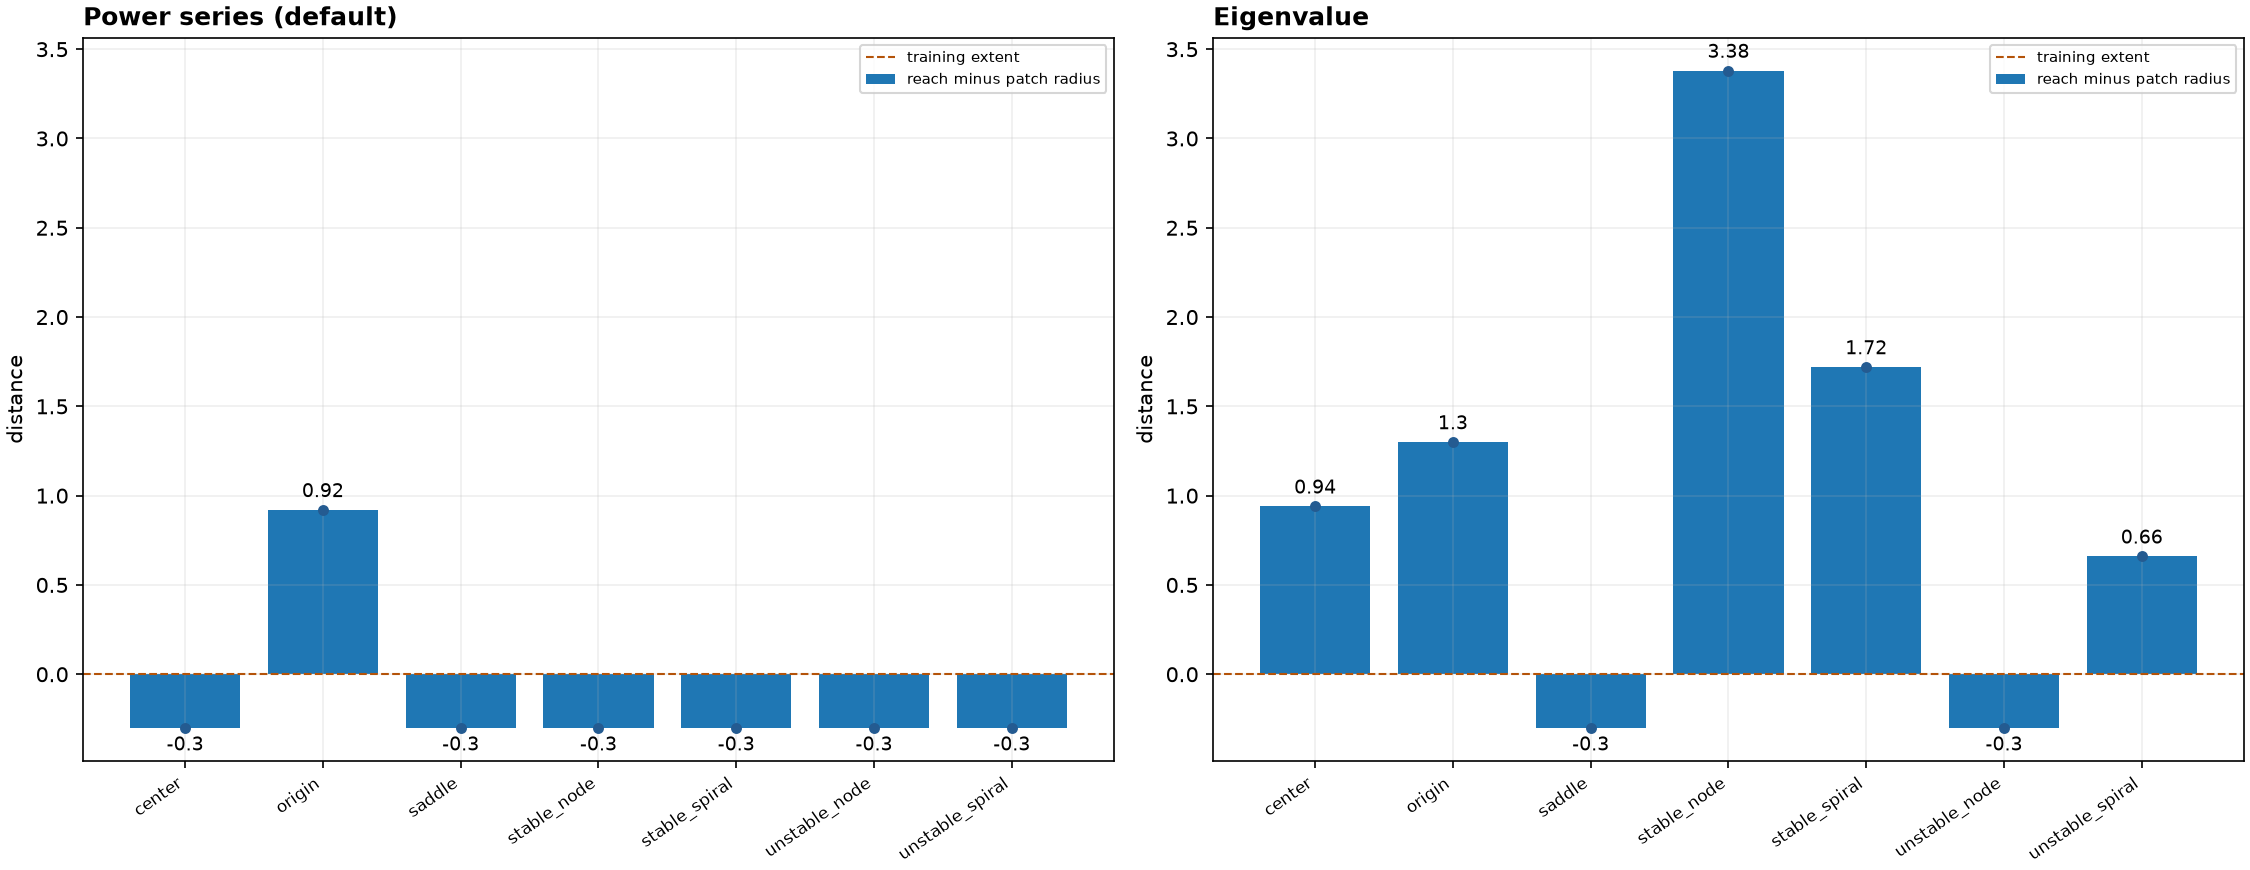 Power series (default)
3.5
3.0
2.5
2.0
1.5
1.0
0.5
0.0
distance
training extent
reach minus patch radius
-0.3
0.92
-0.3
-0.3
-0.3
-0.3
-0.3
center
origin
saddle
stable_node
stable_spiral
unstable_node
unstable_spiral
Eigenvalue
3.5
3.0
2.5
2.0
1.5
1.0
0.5
0.0
distance
training extent
reach minus patch radius
0.94
1.3
-0.3
3.38
1.72
-0.3
0.66
center
origin
saddle
stable_node
stable_spiral
unstable_node
unstable_spiral